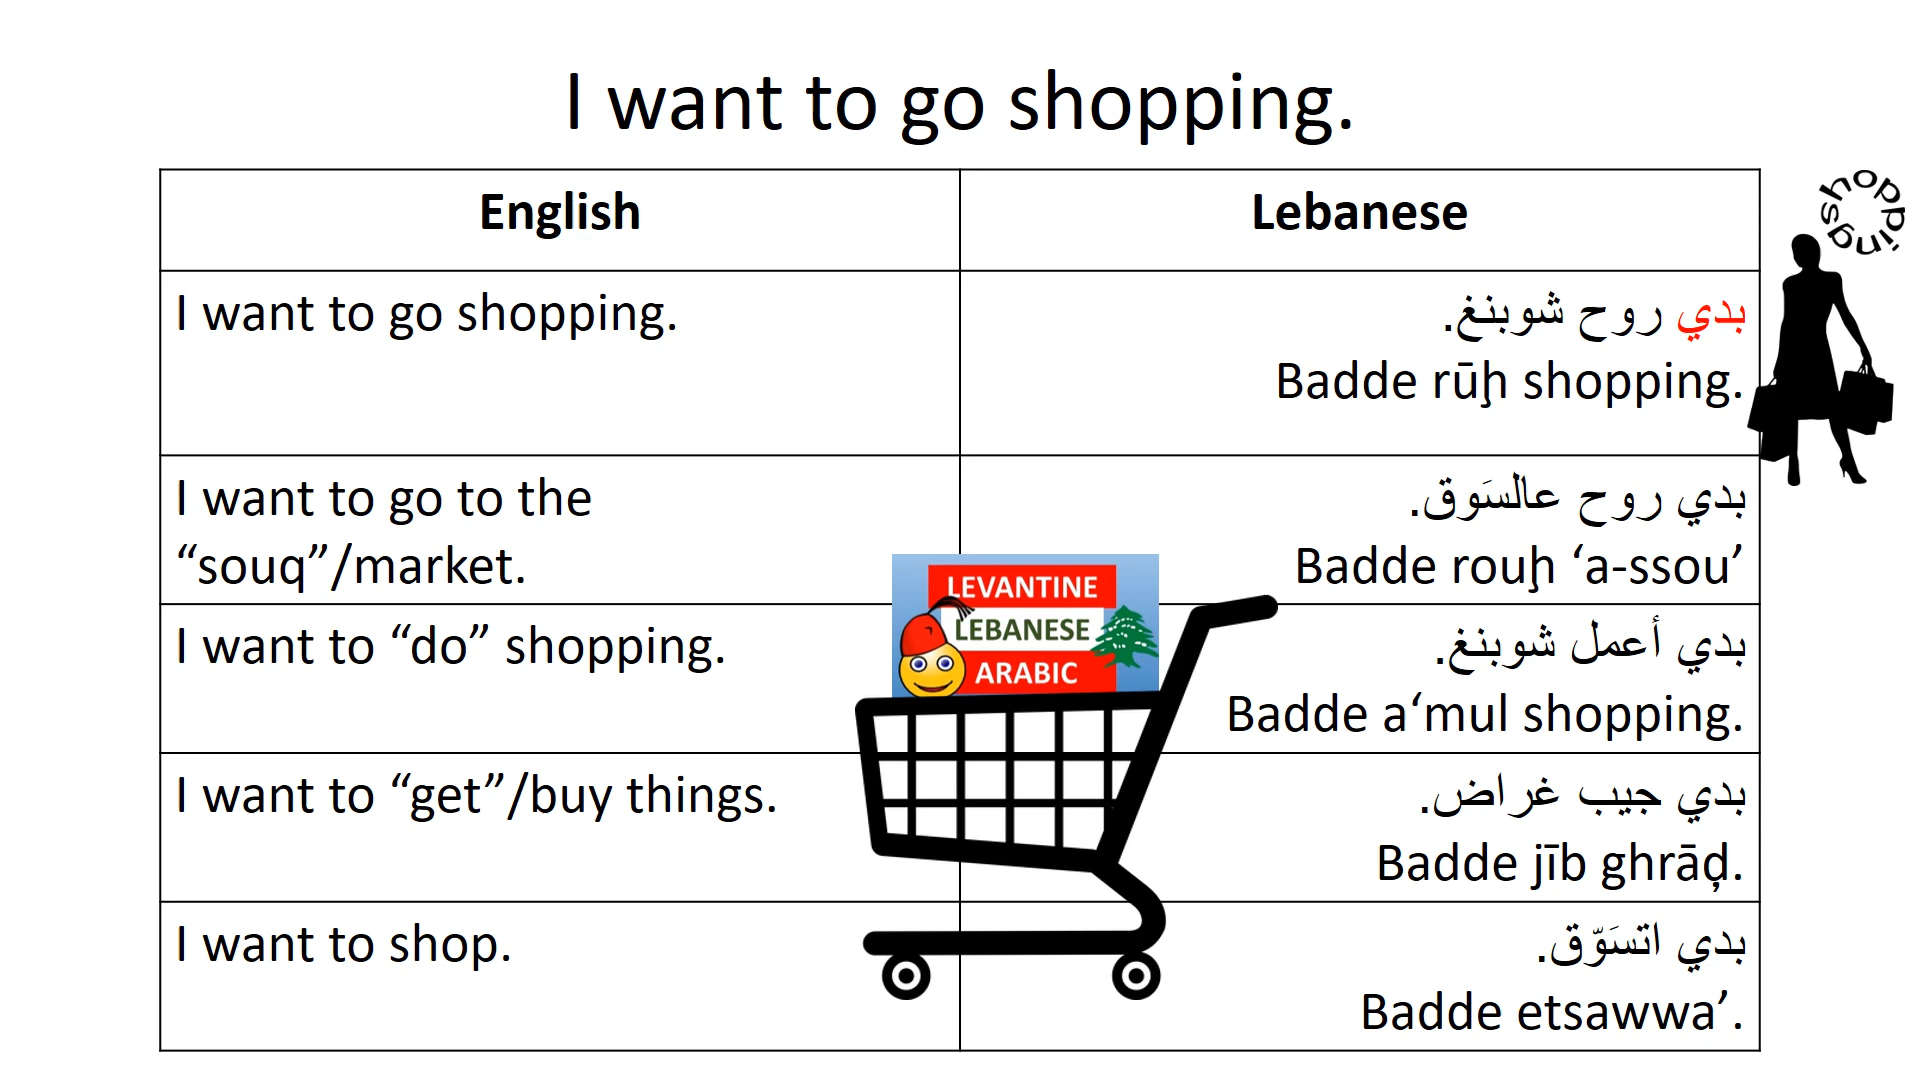 I want to go shopping.
English
Lebanese
I want to go shopping.
بدي روح شوبنغ.
Badde rūḩ shopping.
I want to go to the
“souq”/market.
بدي روح عالسَوق.
Badde rouḩ ‘a-ssou’
I want to “do” shopping.
بدي أعمل شوبنغ.
Badde a‘mul shopping.
I want to “get”/buy things.
بدي جيب غراض.
Badde jīb ghrāḍ.
I want to shop.
بدي اتسَوّق.
Badde etsawwa’.
LEVANTINE
LEBANESE
ARABIC
shopping